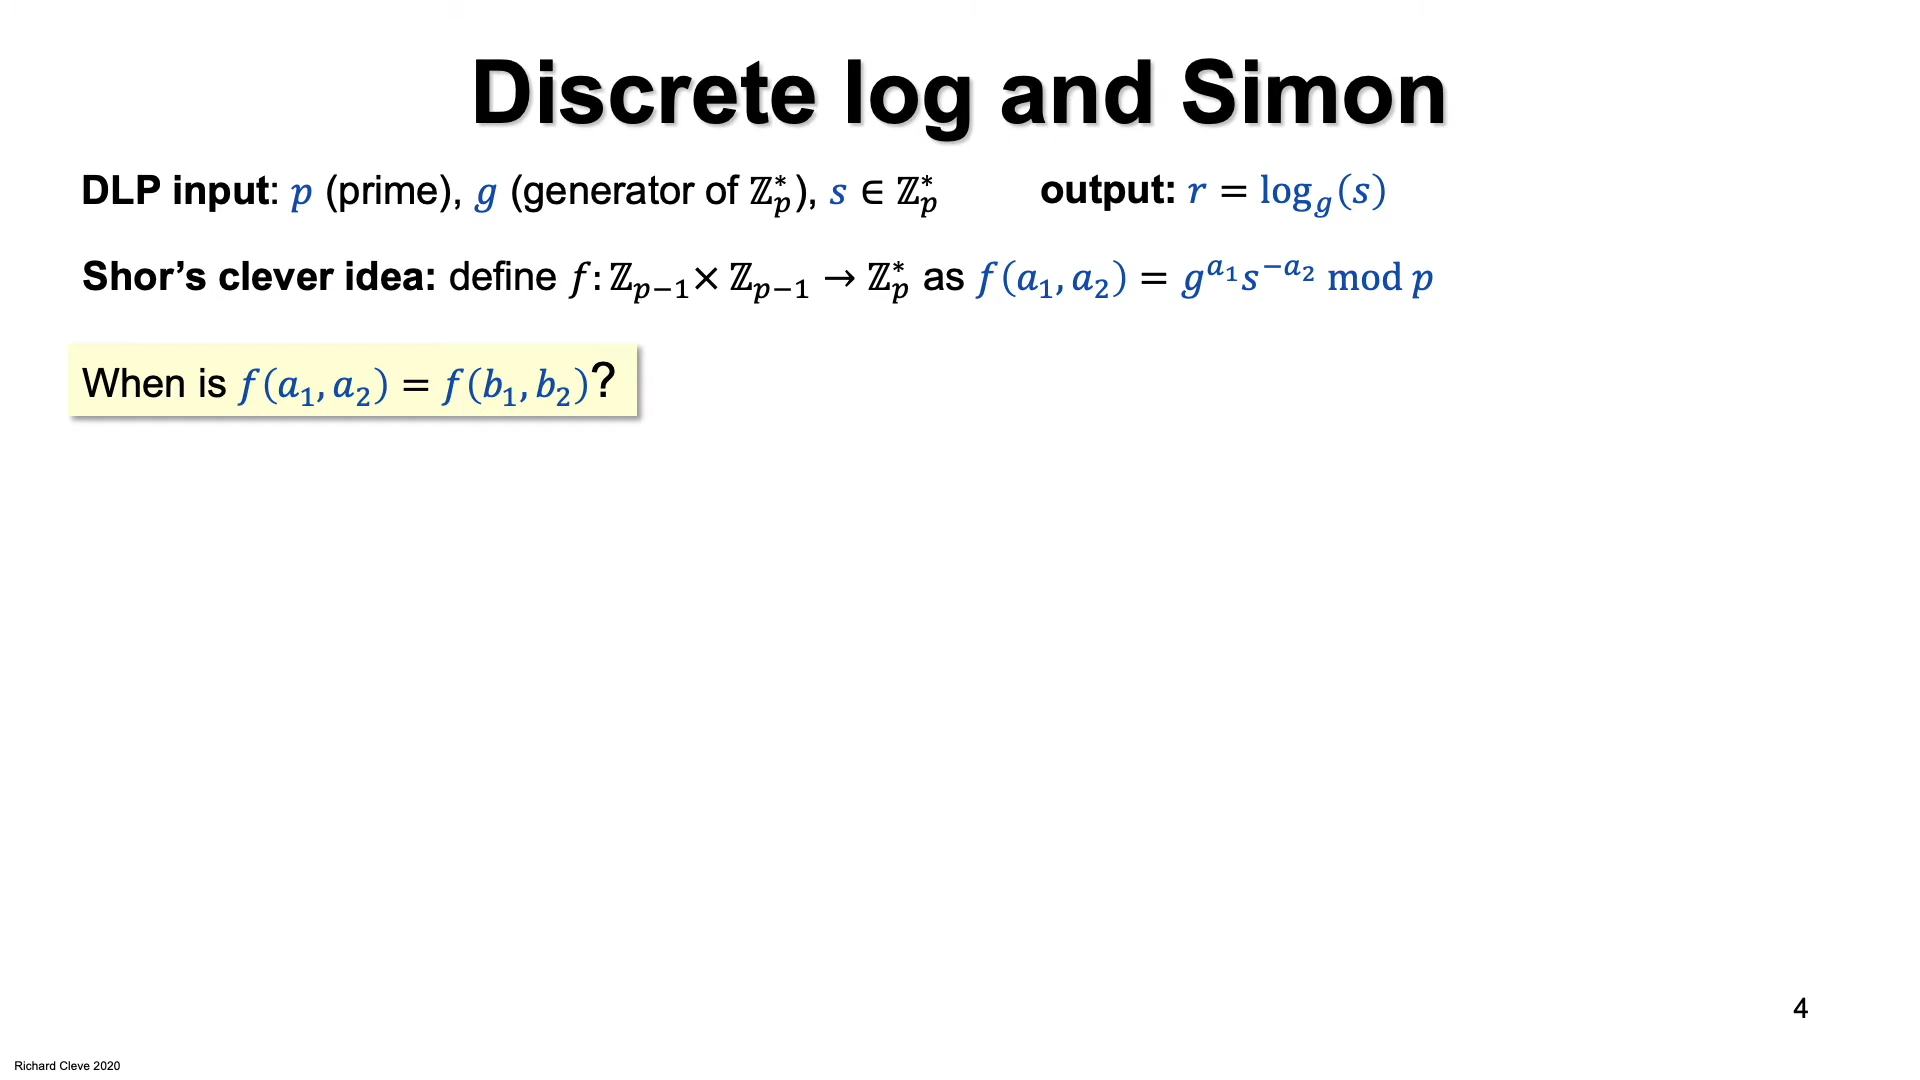 Discrete log and Simon
DLP input: p (prime), g (generator of ℤ*ₚ), s ∈ ℤ*ₚ output: r = log_g(s)
Shor’s clever idea: define f: ℤₚ₋₁× ℤₚ₋₁ → ℤ*ₚ as f(a₁, a₂) = g^{a₁}s^{−a₂} mod p
When is f(a₁, a₂) = f(b₁, b₂)?
4
Richard Cleve 2020